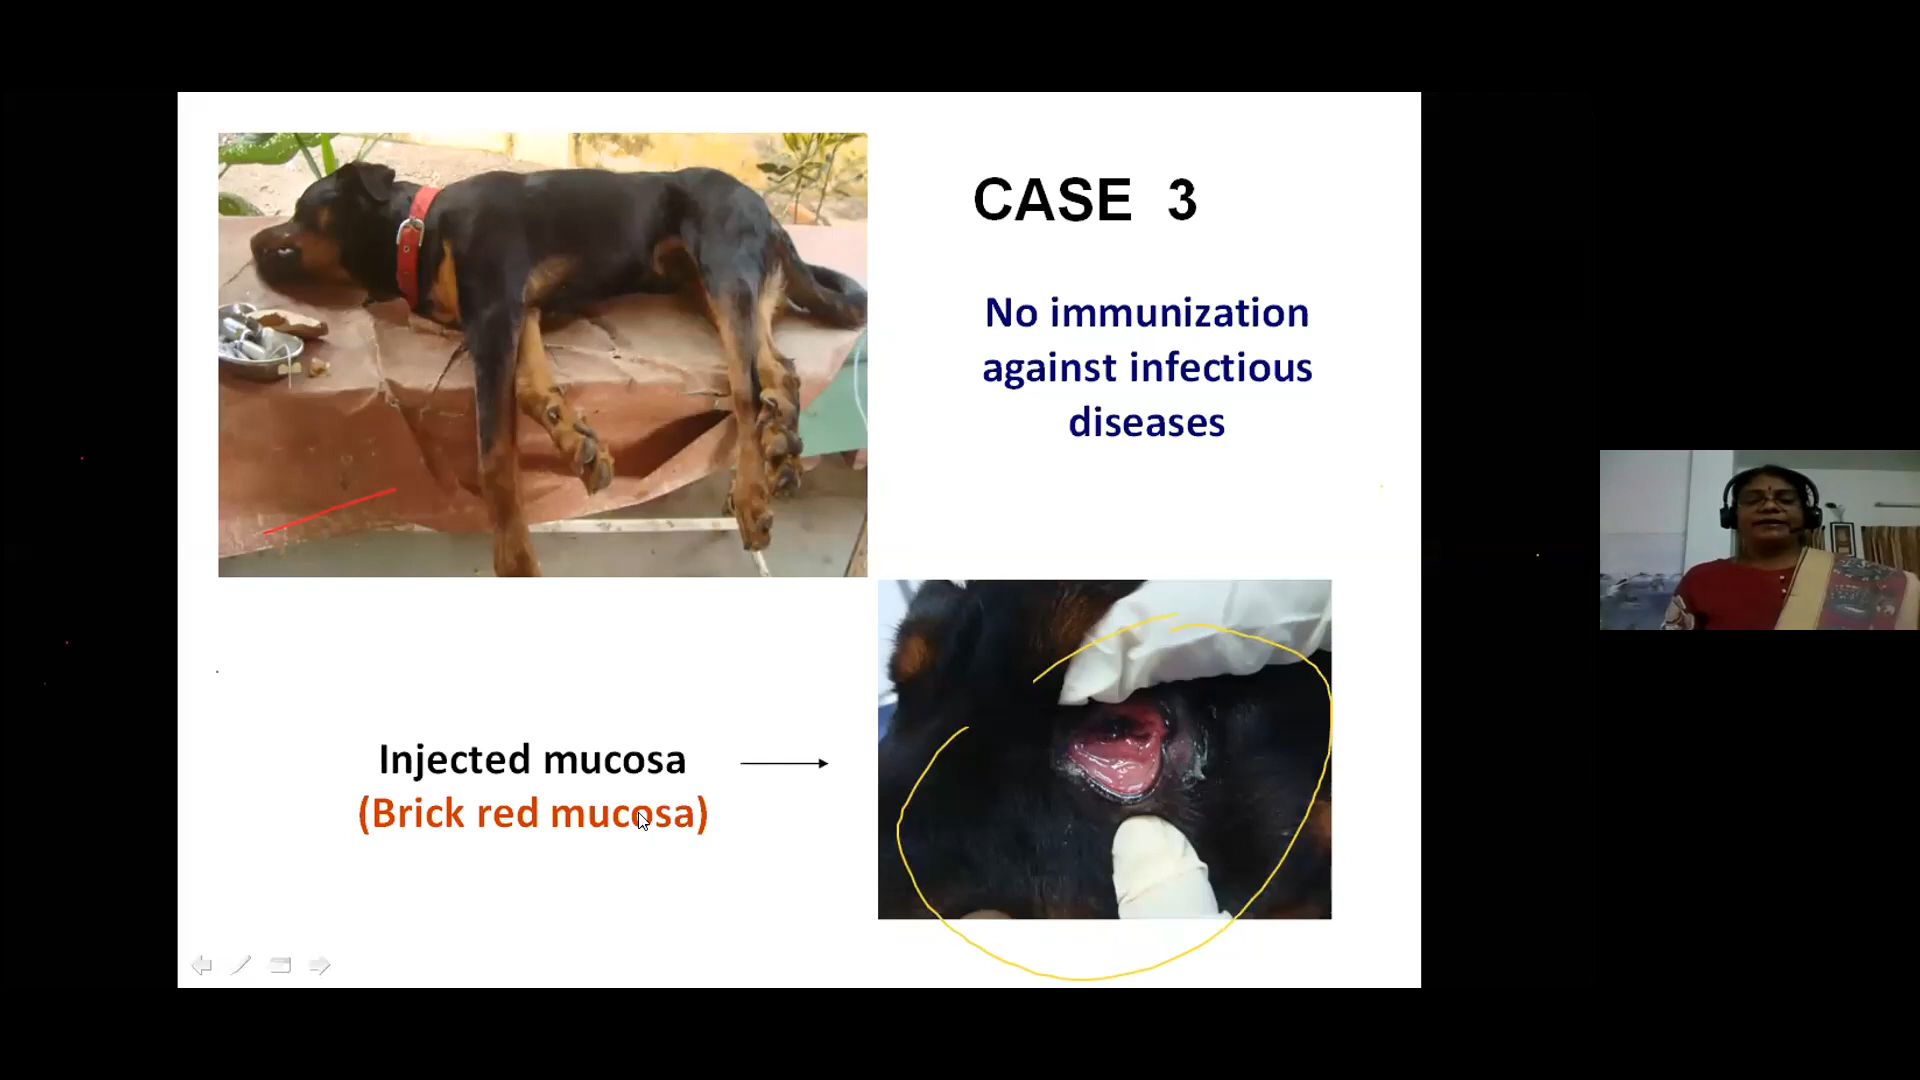 CASE 3
No immunization
against infectious
diseases
Injected mucosa
(Brick red mucosa)